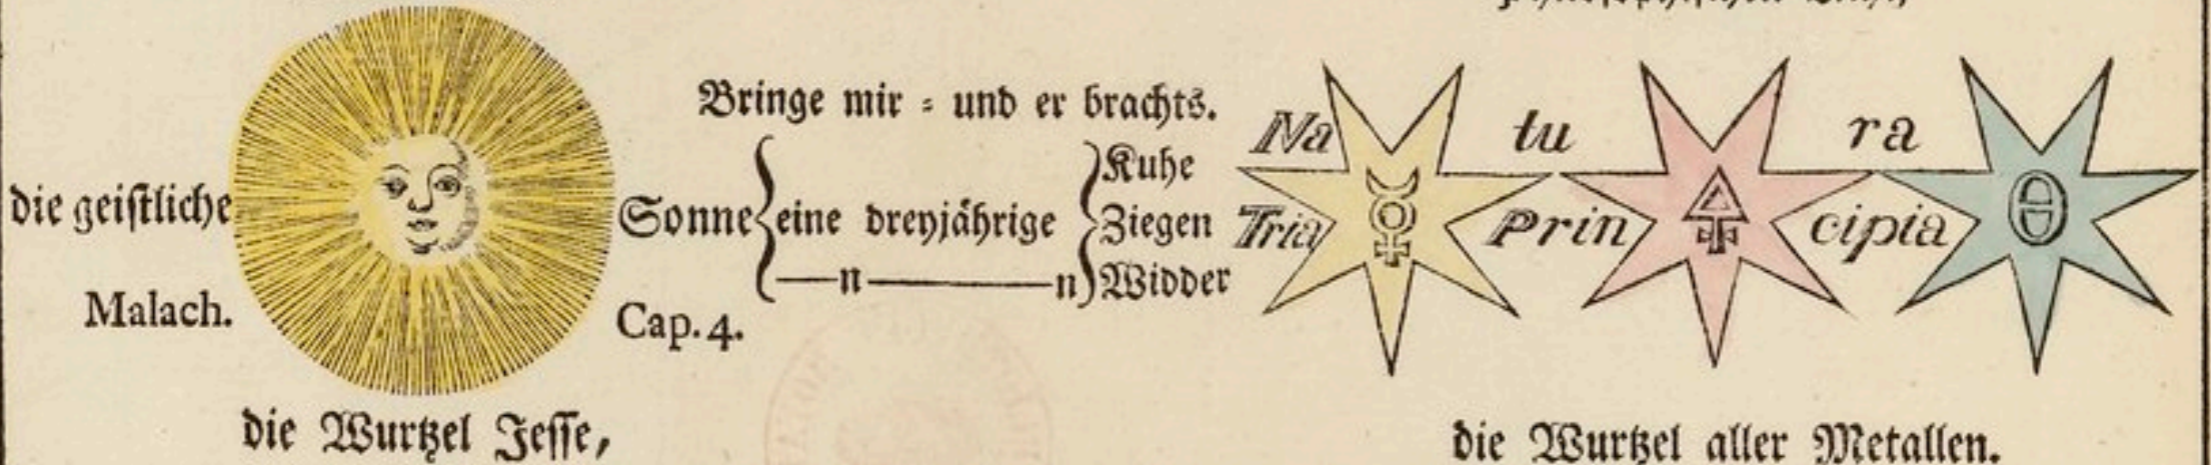 Bringe mir = und er brachts.
Na tu ra
Kuhe
die geistliche Sonne eine dreyjährige Ziegen
Tria Prin cipia
n n Widder
Malach. Cap. 4.
die Wurtzel Jesse, die Wurtzel aller Metallen.